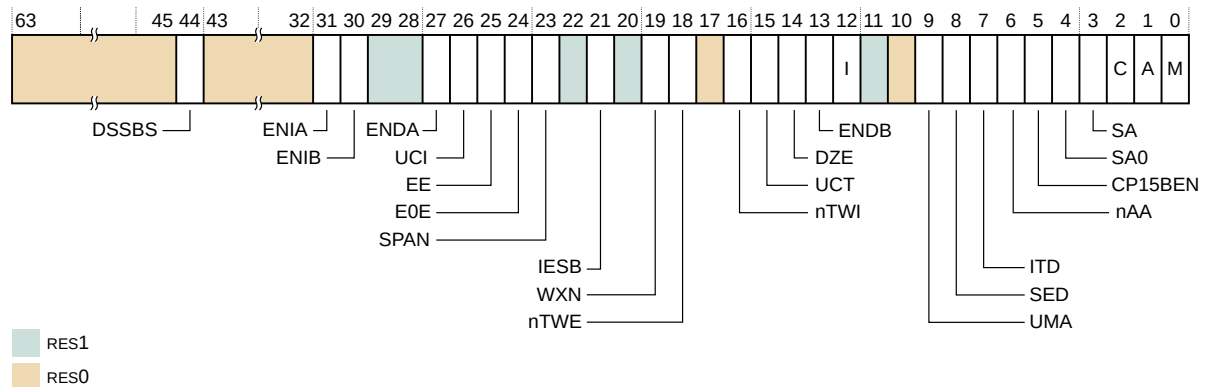 63 45 44 43 32 31 30 29 28 27 26 25 24 23 22 21 20 19 18 17 16 15 14 13 12 11 10 9 8 7 6 5 4 3 2 1 0
I C A M
DSSBS ENIA ENDA ENDB SA
ENIB UCI DZE SA0
EE UCT CP15BEN
E0E nTWI nAA
SPAN
IESB ITD
WXN SED
nTWE UMA
RES1
RES0